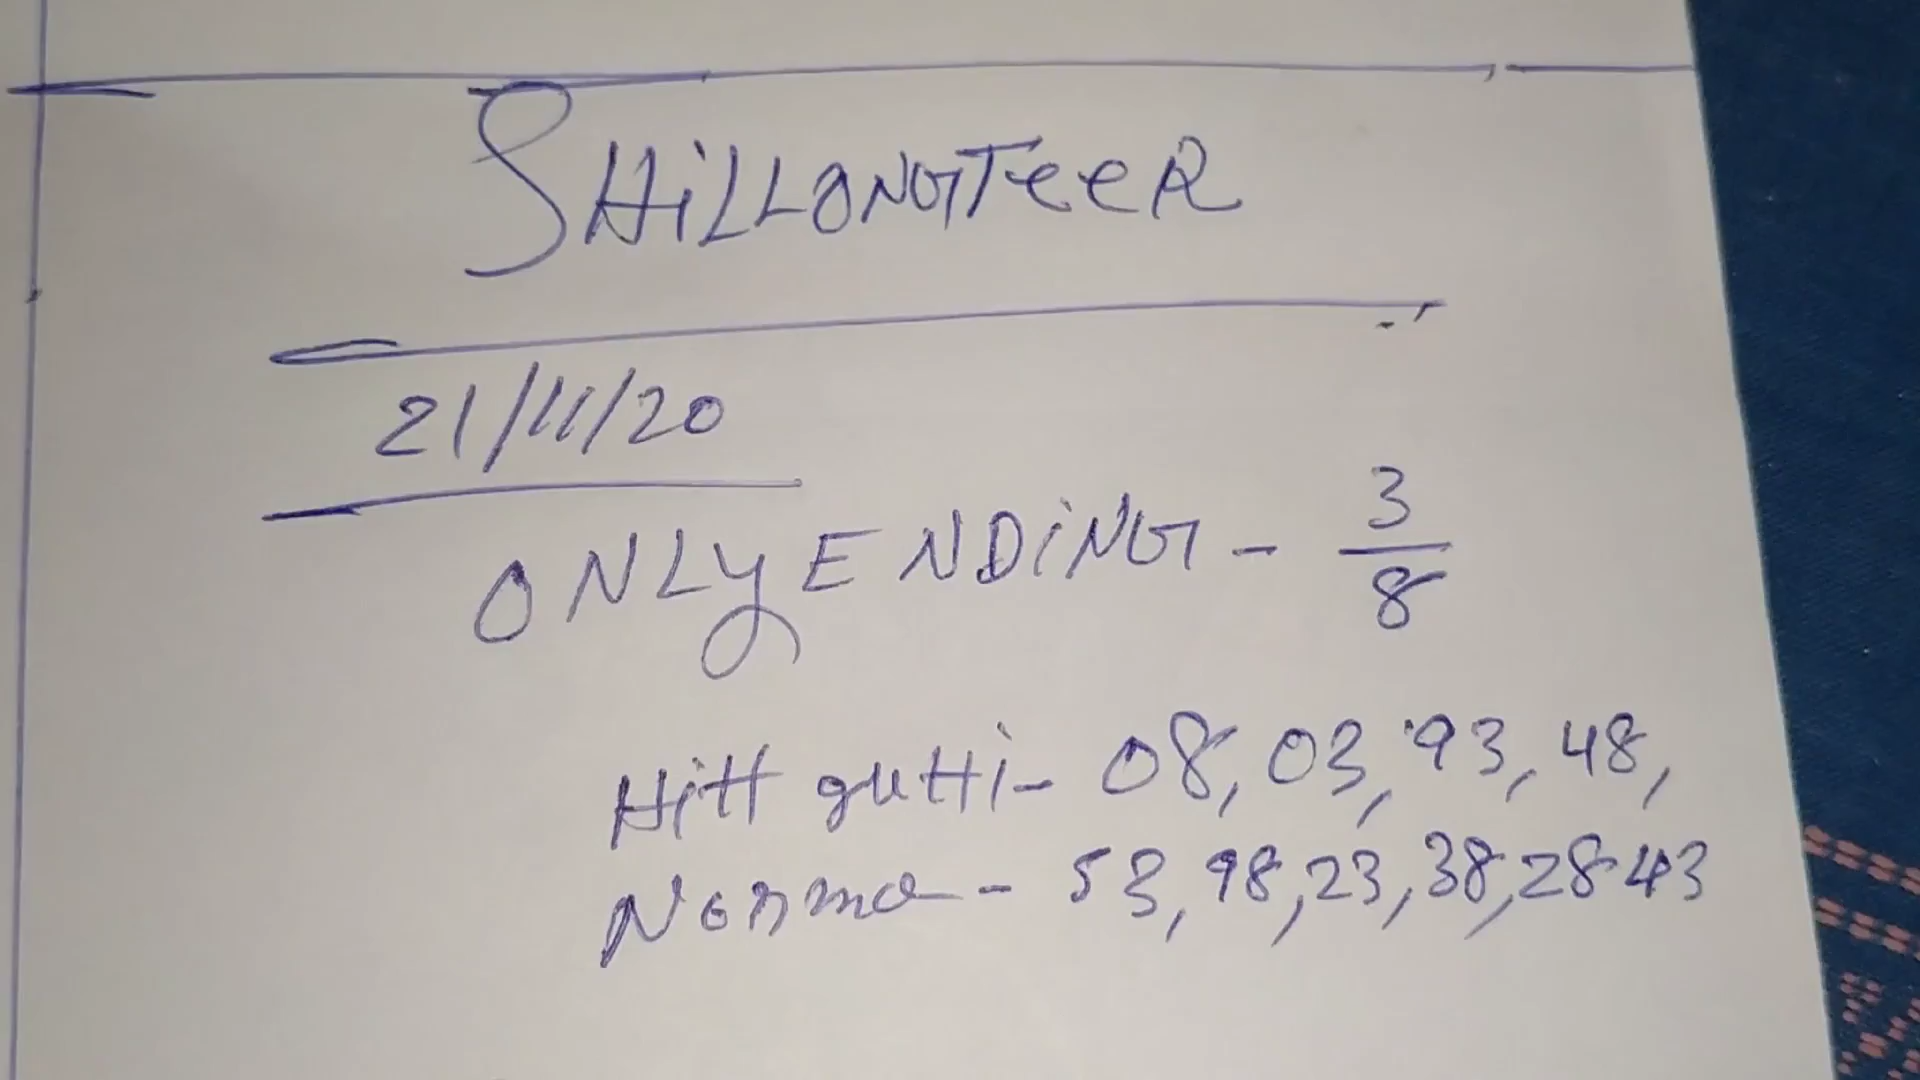 SHiLLONGTeeR
21/11/20
ONLY ENDiNG - 3/8
Hitt gutti - 08, 03, 93, 48,
Norma - 53, 98, 23, 38, 28 43